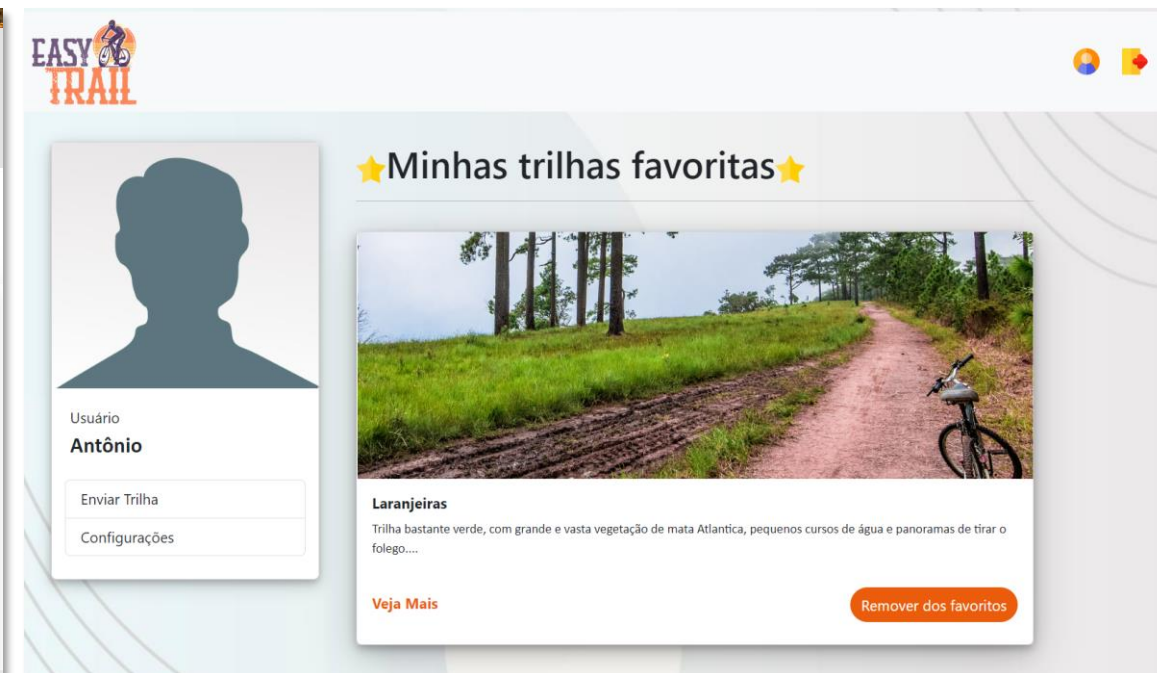 EASY
TRAIL
Minhas trilhas favoritas
Usuário
Antônio
Enviar Trilha
Configurações
Laranjeiras
Trilha bastante verde, com grande e vasta vegetação de mata Atlantica, pequenos cursos de água e panoramas de tirar o
folego....
Veja Mais
Remover dos favoritos